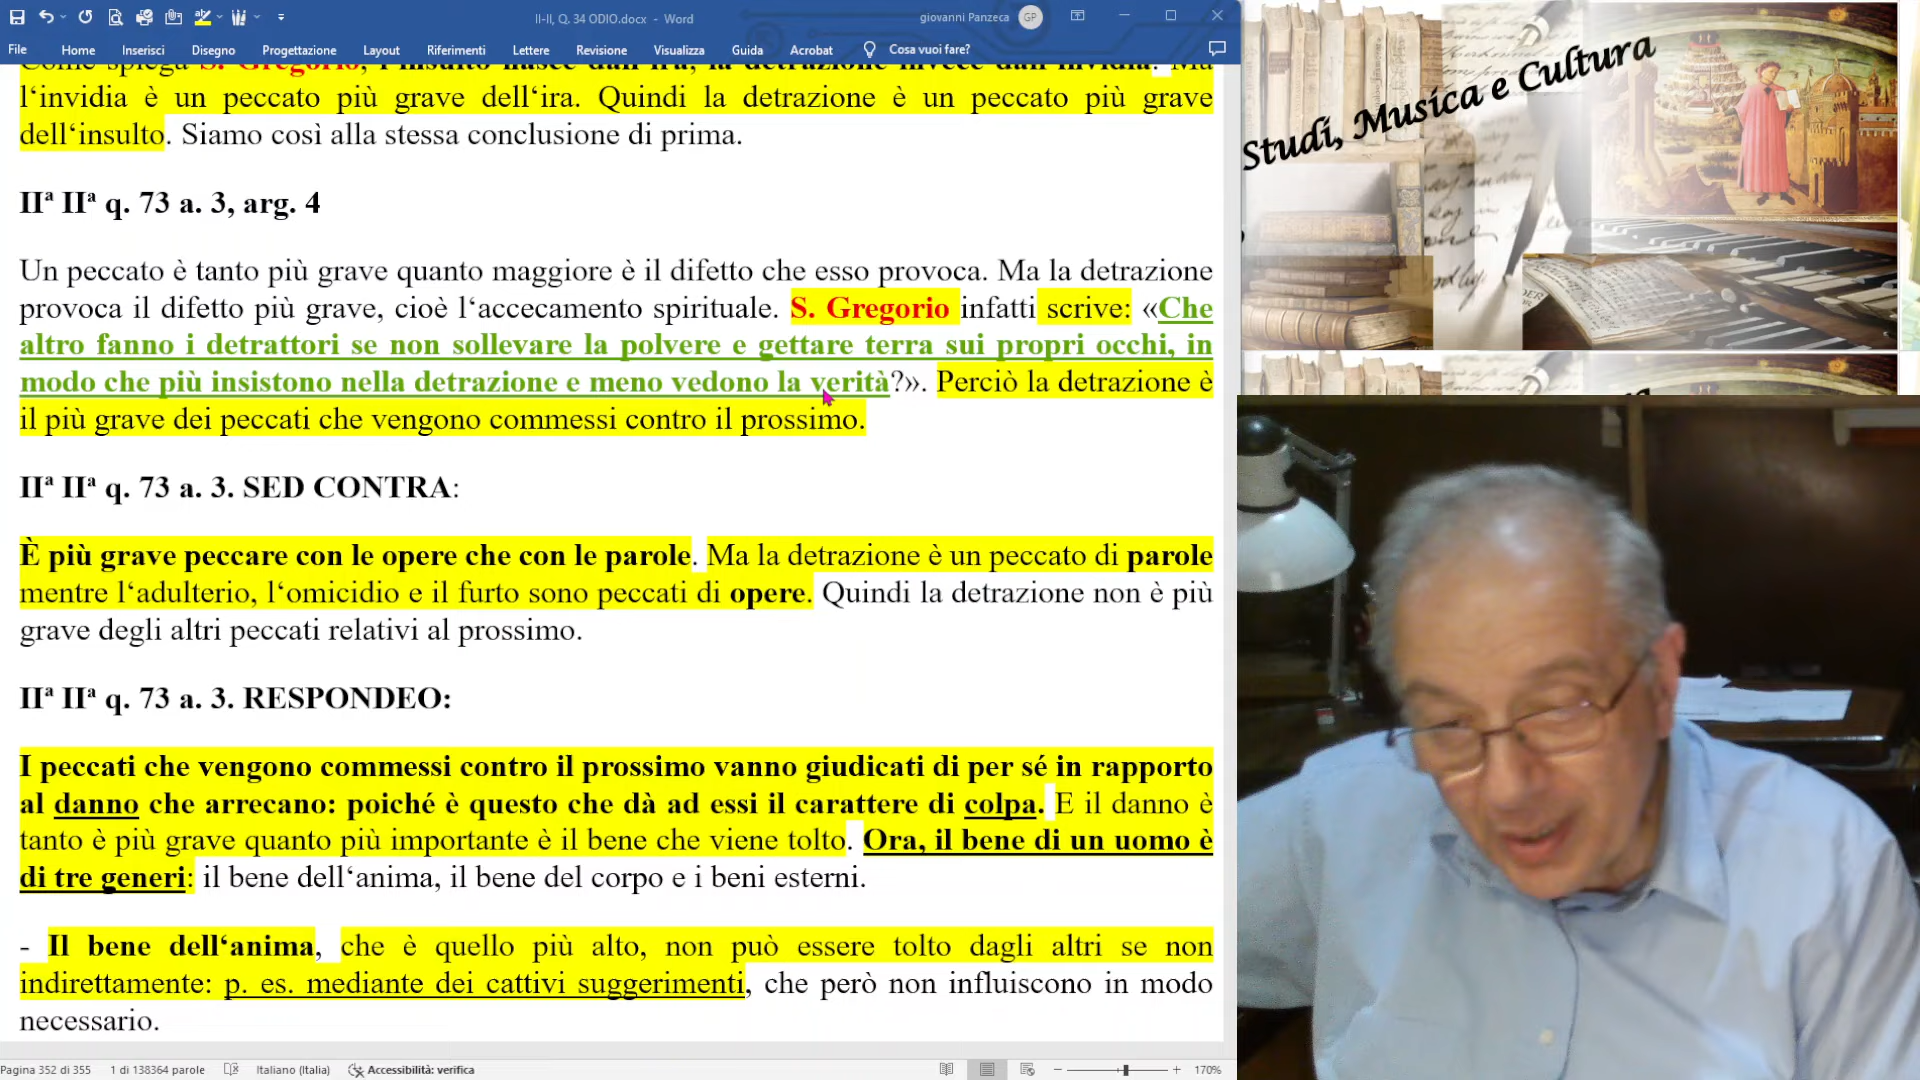 II-II, Q. 34 ODIO.docx - Word
giovanni Panzeca
GP
File Home Inserisci Disegno Progettazione Layout Riferimenti Lettere Revisione Visualizza Guida Acrobat Cosa vuoi fare?
Come spiega S. Gregorio, l'insulto nasce dall'ira, la detrazione invece dall'invidia. Ma
l‘invidia è un peccato più grave dell‘ira. Quindi la detrazione è un peccato più grave
dell‘insulto. Siamo così alla stessa conclusione di prima.
IIª IIª q. 73 a. 3, arg. 4
Un peccato è tanto più grave quanto maggiore è il difetto che esso provoca. Ma la detrazione
provoca il difetto più grave, cioè l‘accecamento spirituale. S. Gregorio infatti scrive: «Che
altro fanno i detrattori se non sollevare la polvere e gettare terra sui propri occhi, in
modo che più insistono nella detrazione e meno vedono la verità?». Perciò la detrazione è
il più grave dei peccati che vengono commessi contro il prossimo.
IIª IIª q. 73 a. 3. SED CONTRA:
È più grave peccare con le opere che con le parole. Ma la detrazione è un peccato di parole
mentre l‘adulterio, l‘omicidio e il furto sono peccati di opere. Quindi la detrazione non è più
grave degli altri peccati relativi al prossimo.
IIª IIª q. 73 a. 3. RESPONDEO:
I peccati che vengono commessi contro il prossimo vanno giudicati di per sé in rapporto
al danno che arrecano: poiché è questo che dà ad essi il carattere di colpa. E il danno è
tanto è più grave quanto più importante è il bene che viene tolto. Ora, il bene di un uomo è
di tre generi: il bene dell‘anima, il bene del corpo e i beni esterni.
- Il bene dell‘anima, che è quello più alto, non può essere tolto dagli altri se non
indirettamente: p. es. mediante dei cattivi suggerimenti, che però non influiscono in modo
necessario.
Pagina 352 di 355 1 di 138364 parole Italiano (Italia) Accessibilità: verifica 170%
Studi, Musica e Cultura